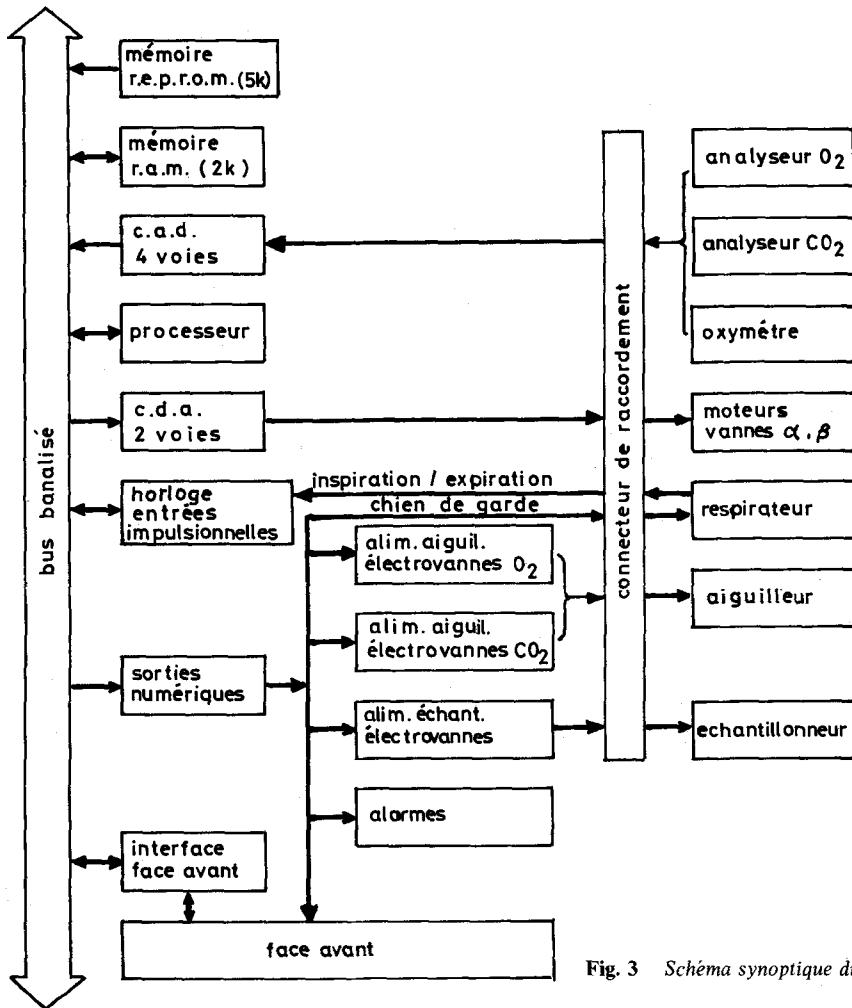 mémoire
r.e.p.r.o.m. (5k)
mémoire
r.a.m. (2k)
c.a.d.
4 voies
processeur
c.d.a.
2 voies
horloge
entrées
impulsionnelles
sorties
numériques
interface
face avant
face avant
bus banalisé
inspiration / expiration
chien de garde
alim. aiguil.
électrovannes O₂
alim. aiguil.
électrovannes CO₂
alim. échant.
électrovannes
alarmes
connecteur de raccordement
analyseur O₂
analyseur CO₂
oxymétre
moteurs
vannes α, β
respirateur
aiguilleur
echantillonneur
Fig. 3 Schéma synoptique